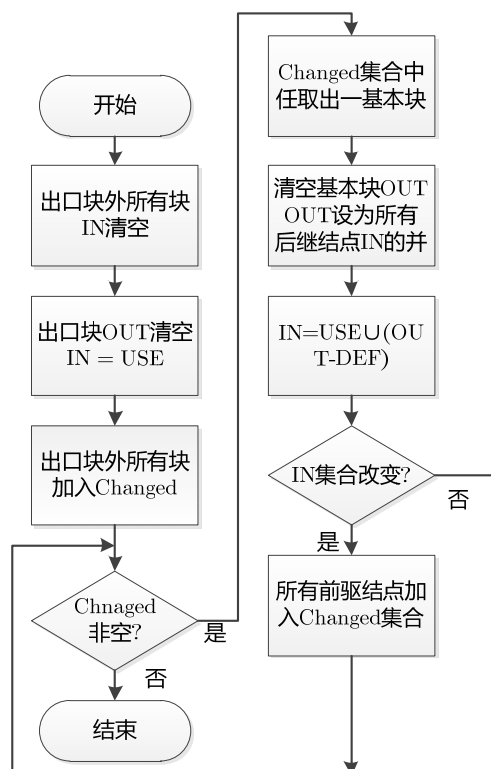 开始
出口块外所有块
IN清空
出口块OUT清空
IN = USE
出口块外所有块
加入Changed
Chnaged
非空?
是
否
结束
Changed集合中
任取出一基本块
清空基本块OUT
OUT设为所有
后继结点IN的并
IN=USE∪(OU
T-DEF)
IN集合改变?
否
是
所有前驱结点加
入Changed集合